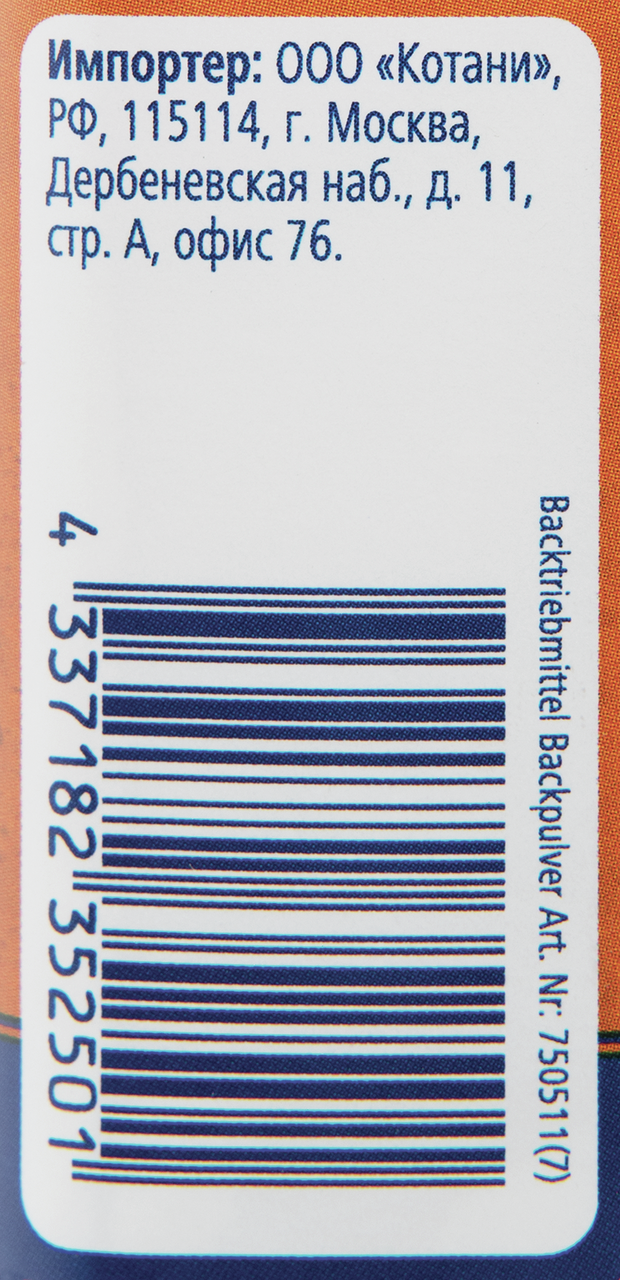 Импортер: ООО «Котани»,
РФ, 115114, г. Москва,
Дербеневская наб., д. 11,
стр. А, офис 76.
Backtriebmittel Backpulver Art. Nr: 750511(7)
4 337182 352501